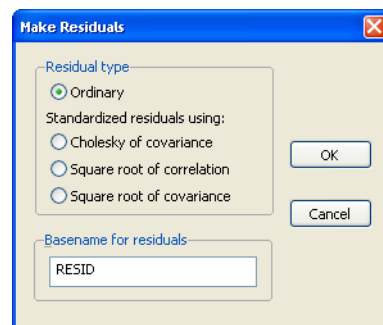 Make Residuals
Residual type
Ordinary
Standardized residuals using:
Cholesky of covariance
Square root of correlation
Square root of covariance
OK
Cancel
Basename for residuals
RESID